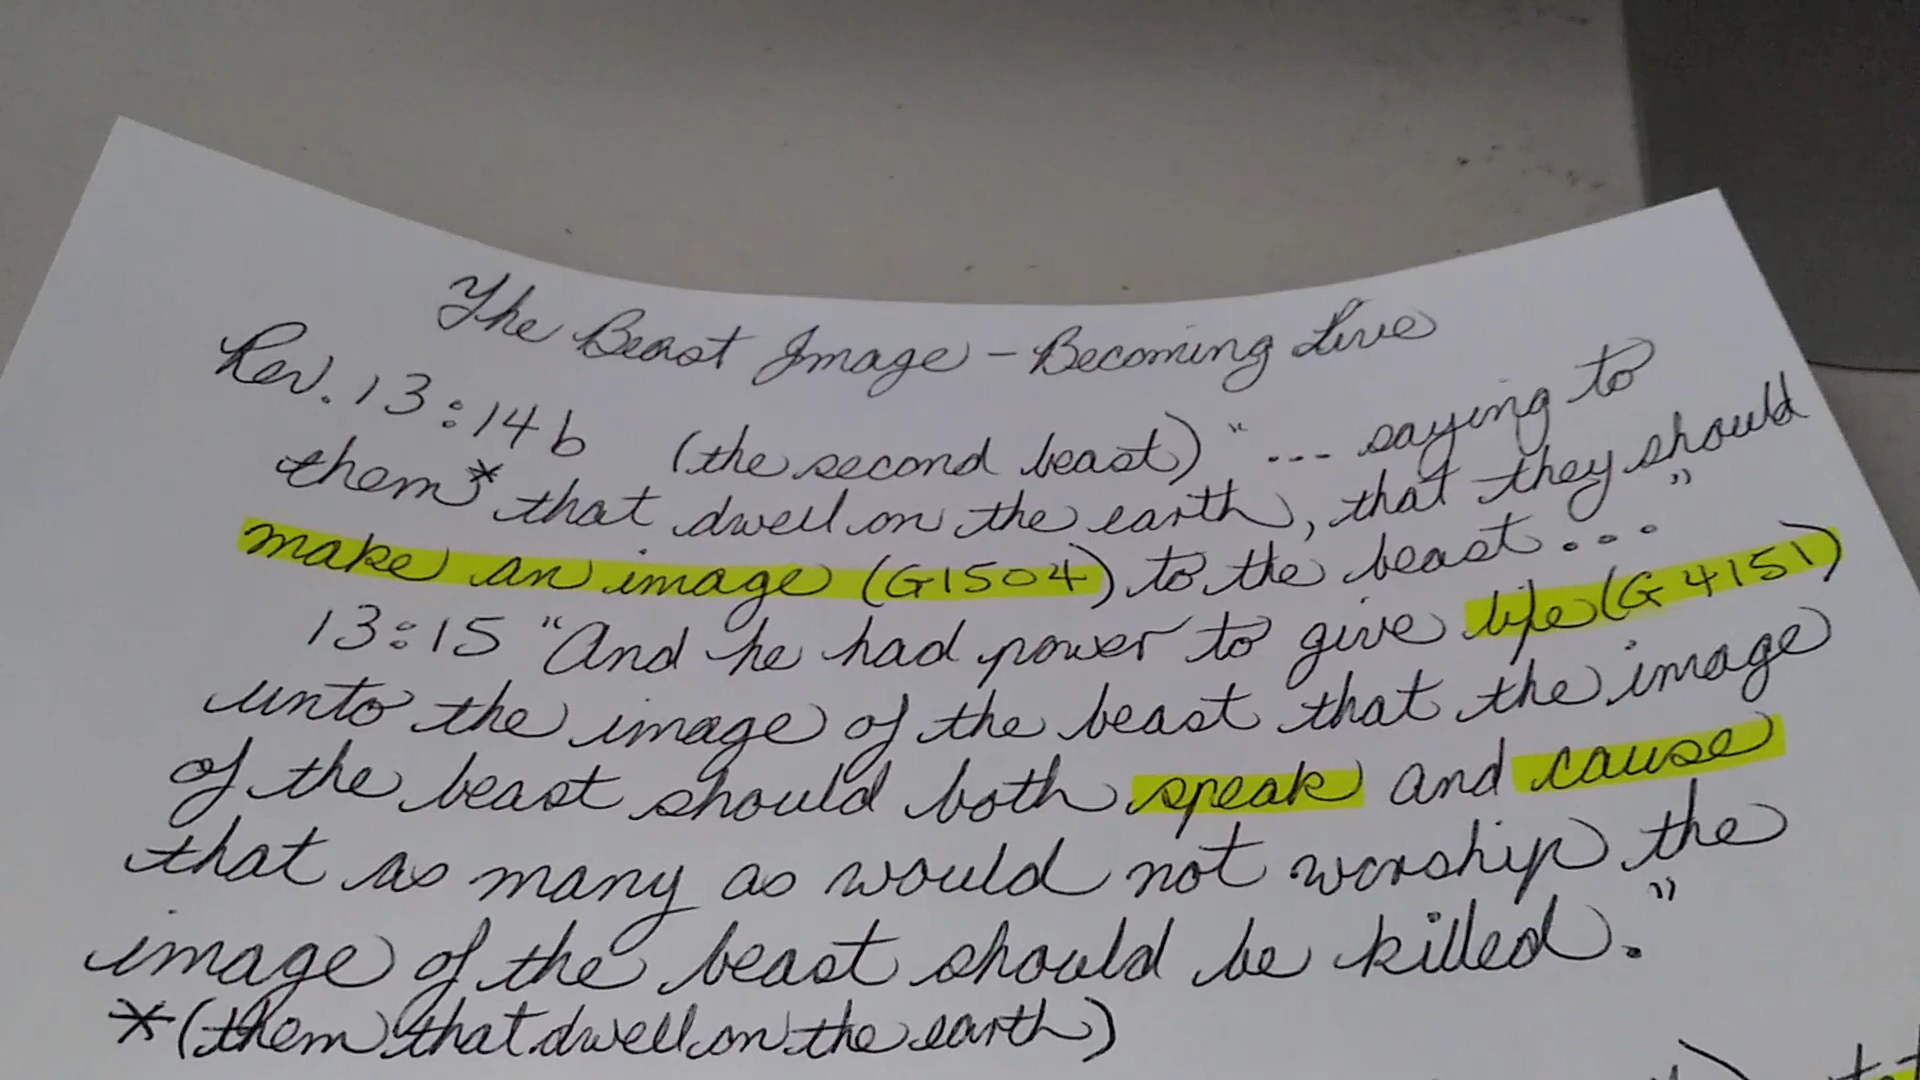 The Beast Image - Becoming Live
Rev. 13:14b (the second beast) "... saying to
them* that dwell on the earth, that they should
make an image (G1504) to the beast..."
13:15 "And he had power to give life (G4151)
unto the image of the beast that the image
of the beast should both speak and cause
that as many as would not worship the
image of the beast should be killed."
*(them that dwell on the earth)